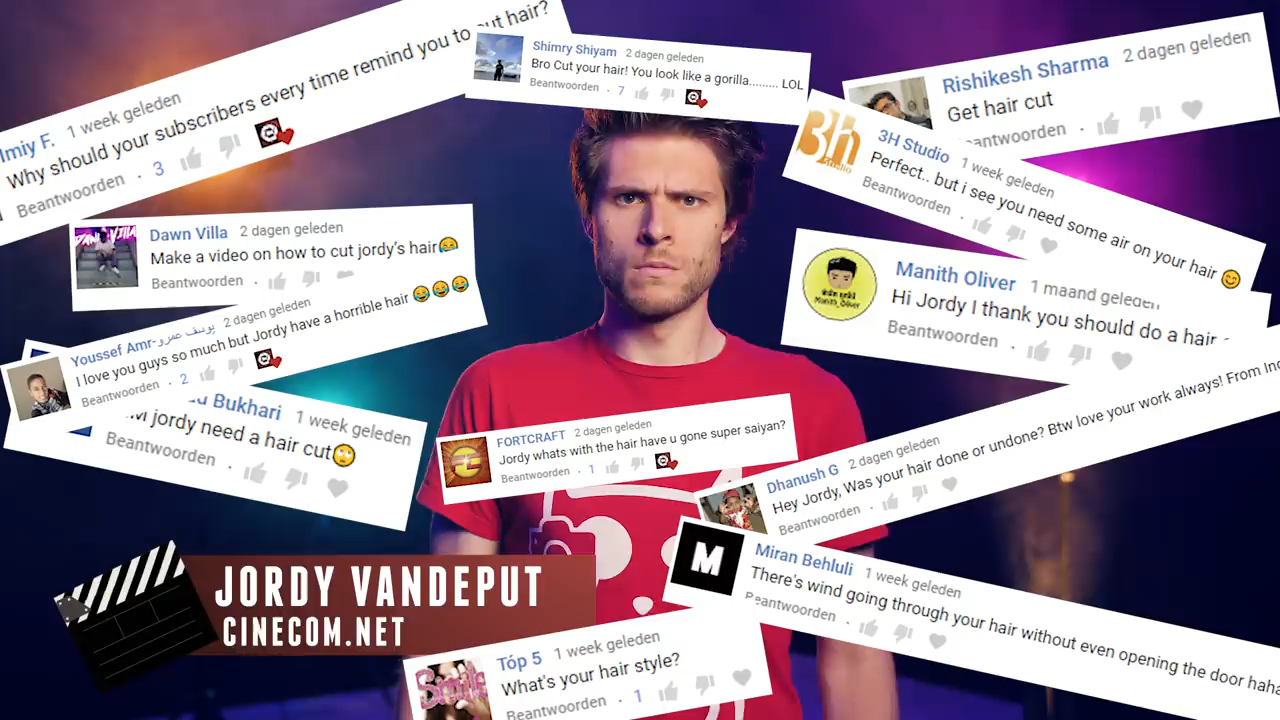 Imiy F. 1 week geleden
Why should your subscribers every time remind you to cut hair?
Beantwoorden · 3
Shimry Shiyam 2 dagen geleden
Bro Cut your hair! You look like a gorilla......... LOL
Beantwoorden · 7
Rishikesh Sharma 2 dagen geleden
Get hair cut
antwoorden ·
3h
studio
3H Studio 1 week geleden
Perfect.. but i see you need some air on your hair 😊
Beantwoorden ·
Dawn Villa 2 dagen geleden
Make a video on how to cut jordy's hair😂
Beantwoorden ·
Manith Oliver 1 maand geleden
Hi Jordy I thank you should do a hair
Beantwoorden ·
Youssef Amr-يوسف عمرو 2 dagen geleden
I love you guys so much but Jordy have a horrible hair 😂😂😂
Beantwoorden · 2
Bukhari 1 week geleden
jordy need a hair cut🙄
Beantwoorden ·
FORTCRAFT 2 dagen geleden
Jordy whats with the hair have u gone super saiyan?
Beantwoorden · 1
Dhanush G 2 dagen geleden
Hey Jordy, Was your hair done or undone? Btw love your work always! From
Beantwoorden ·
M
Miran Behluli 1 week geleden
There's wind going through your hair without even opening the door
Beantwoorden ·
JORDY VANDEPUT
CINECOM.NET
Smile
Tóp 5 1 week geleden
What's your hair style?
Beantwoorden · 1